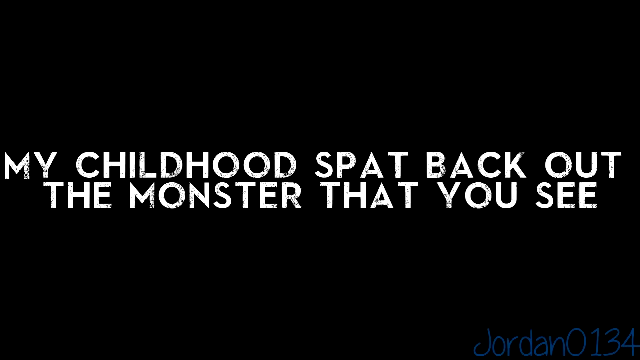 MY CHILDHOOD SPAT BACK OUT
THE MONSTER THAT YOU SEE
Jordan0134